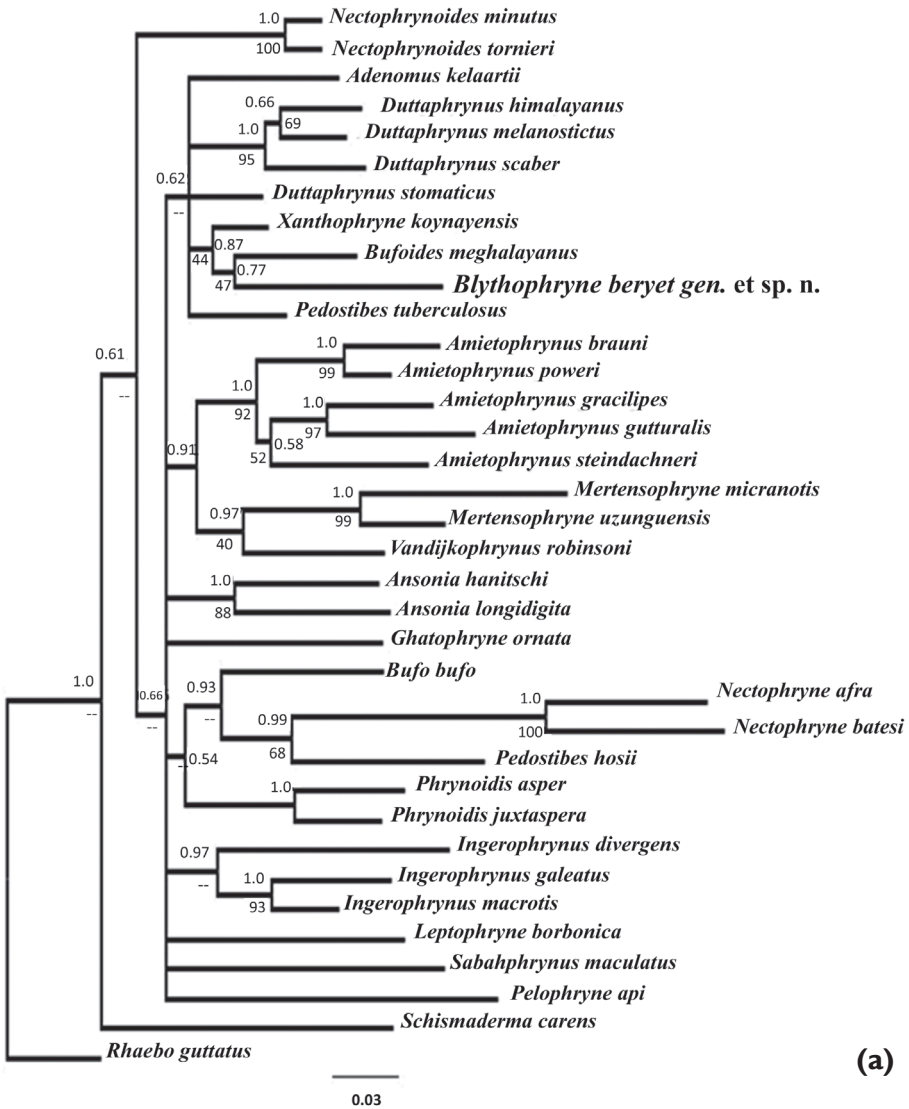 1.0 Nectophrynoides minutus
100 Nectophrynoides tornieri
Adenomus kelaartii
0.66 Duttaphrynus himalayanus
1.0 69 Duttaphrynus melanostictus
95 Duttaphrynus scaber
0.62 Duttaphrynus stomaticus
-- Xanthophryne koynayensis
0.87 Bufoides meghalayanus
44 0.77
47 Blythophryne beryet gen. et sp. n.
Pedostibes tuberculosus
1.0 Amietophrynus brauni
0.61 99 Amietophrynus poweri
-- 1.0 1.0 Amietophrynus gracilipes
92 97 Amietophrynus gutturalis
0.91 0.58
52 Amietophrynus steindachneri
1.0 Mertensophryne micranotis
0.97 99 Mertensophryne uzunguensis
40 Vandijkophrynus robinsoni
1.0 Ansonia hanitschi
88 Ansonia longidigita
Ghatophryne ornata
Bufo bufo
1.0 0.66 0.93 1.0 Nectophryne afra
-- -- -- 0.99 100 Nectophryne batesi
68 Pedostibes hosii
-- 0.54
1.0 Phrynoidis asper
Phrynoidis juxtaspera
0.97 Ingerophrynus divergens
-- 1.0 Ingerophrynus galeatus
93 Ingerophrynus macrotis
Leptophryne borbonica
Sabahphrynus maculatus
Pelophryne api
Schismaderma carens
Rhaebo guttatus
(a)
0.03